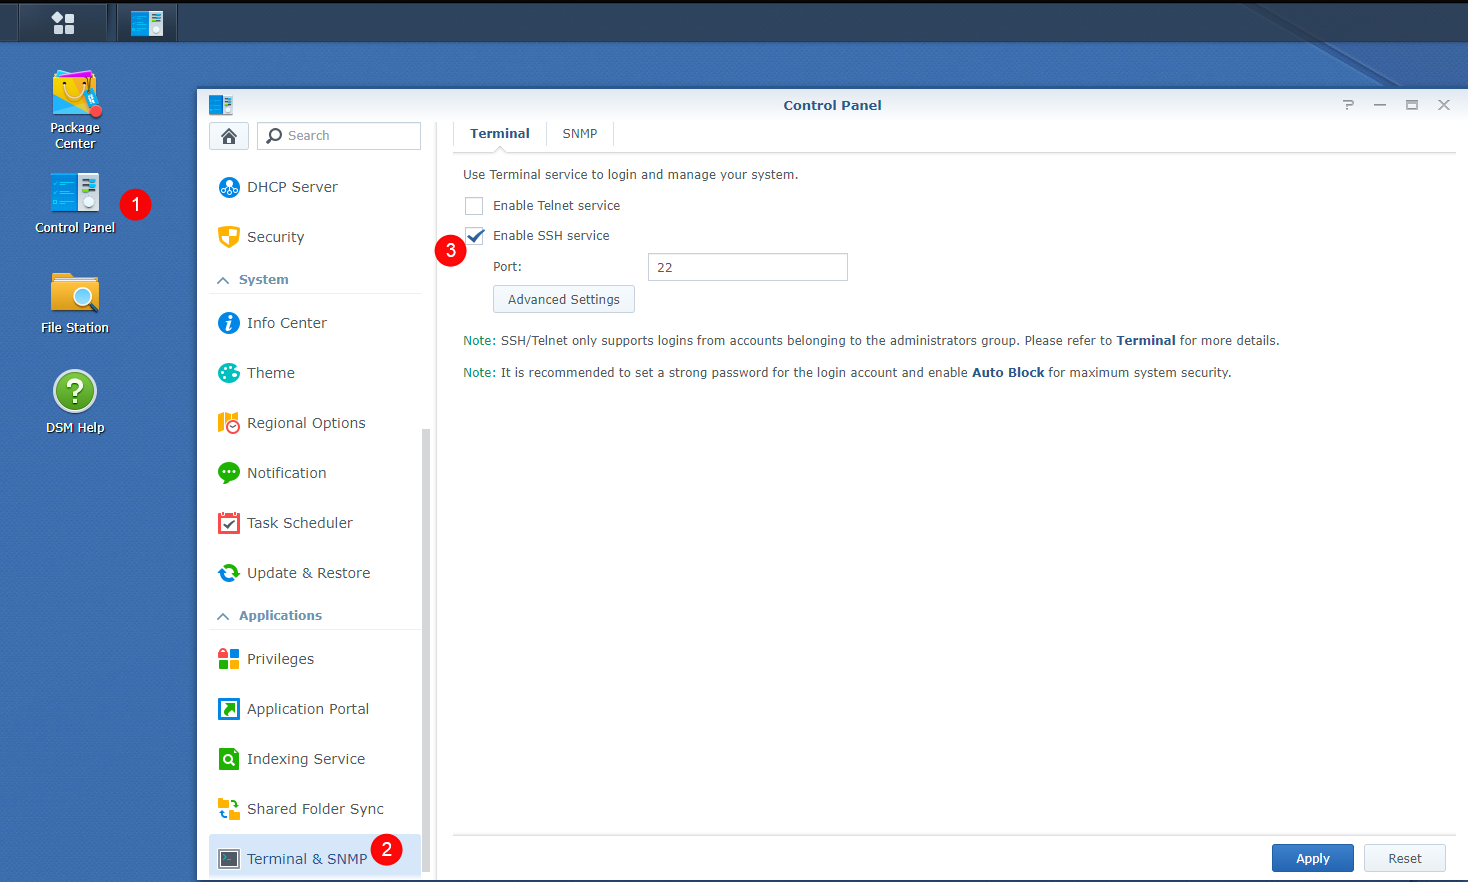 Package
Center
Control Panel
1
File Station
DSM Help
Control Panel
Search
DHCP Server
Security
System
Info Center
Theme
Regional Options
Notification
Task Scheduler
Update & Restore
Applications
Privileges
Application Portal
Indexing Service
Shared Folder Sync
Terminal & SNMP
2
Terminal
SNMP
Use Terminal service to login and manage your system.
Enable Telnet service
Enable SSH service
3
Port:
22
Advanced Settings
Note: SSH/Telnet only supports logins from accounts belonging to the administrators group. Please refer to Terminal for more details.
Note: It is recommended to set a strong password for the login account and enable Auto Block for maximum system security.
Apply
Reset